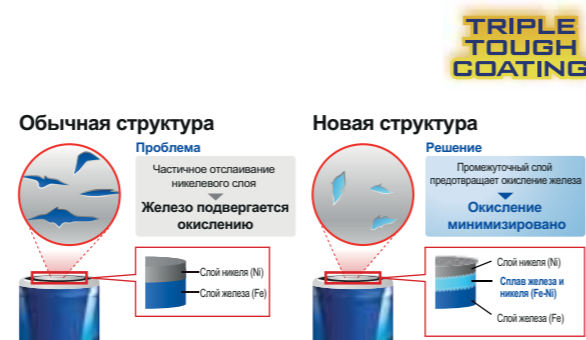 TRIPLE
TOUGH
COATING
Обычная структура
Проблема
Частичное отслаивание
никелевого слоя
Железо подвергается
окислению
Слой никеля (Ni)
Слой железа (Fe)
Новая структура
Решение
Промежуточный слой
предотвращает окисление железа
Окисление
минимизировано
Слой никеля (Ni)
Сплав железа и
никеля (Fe-Ni)
Слой железа (Fe)